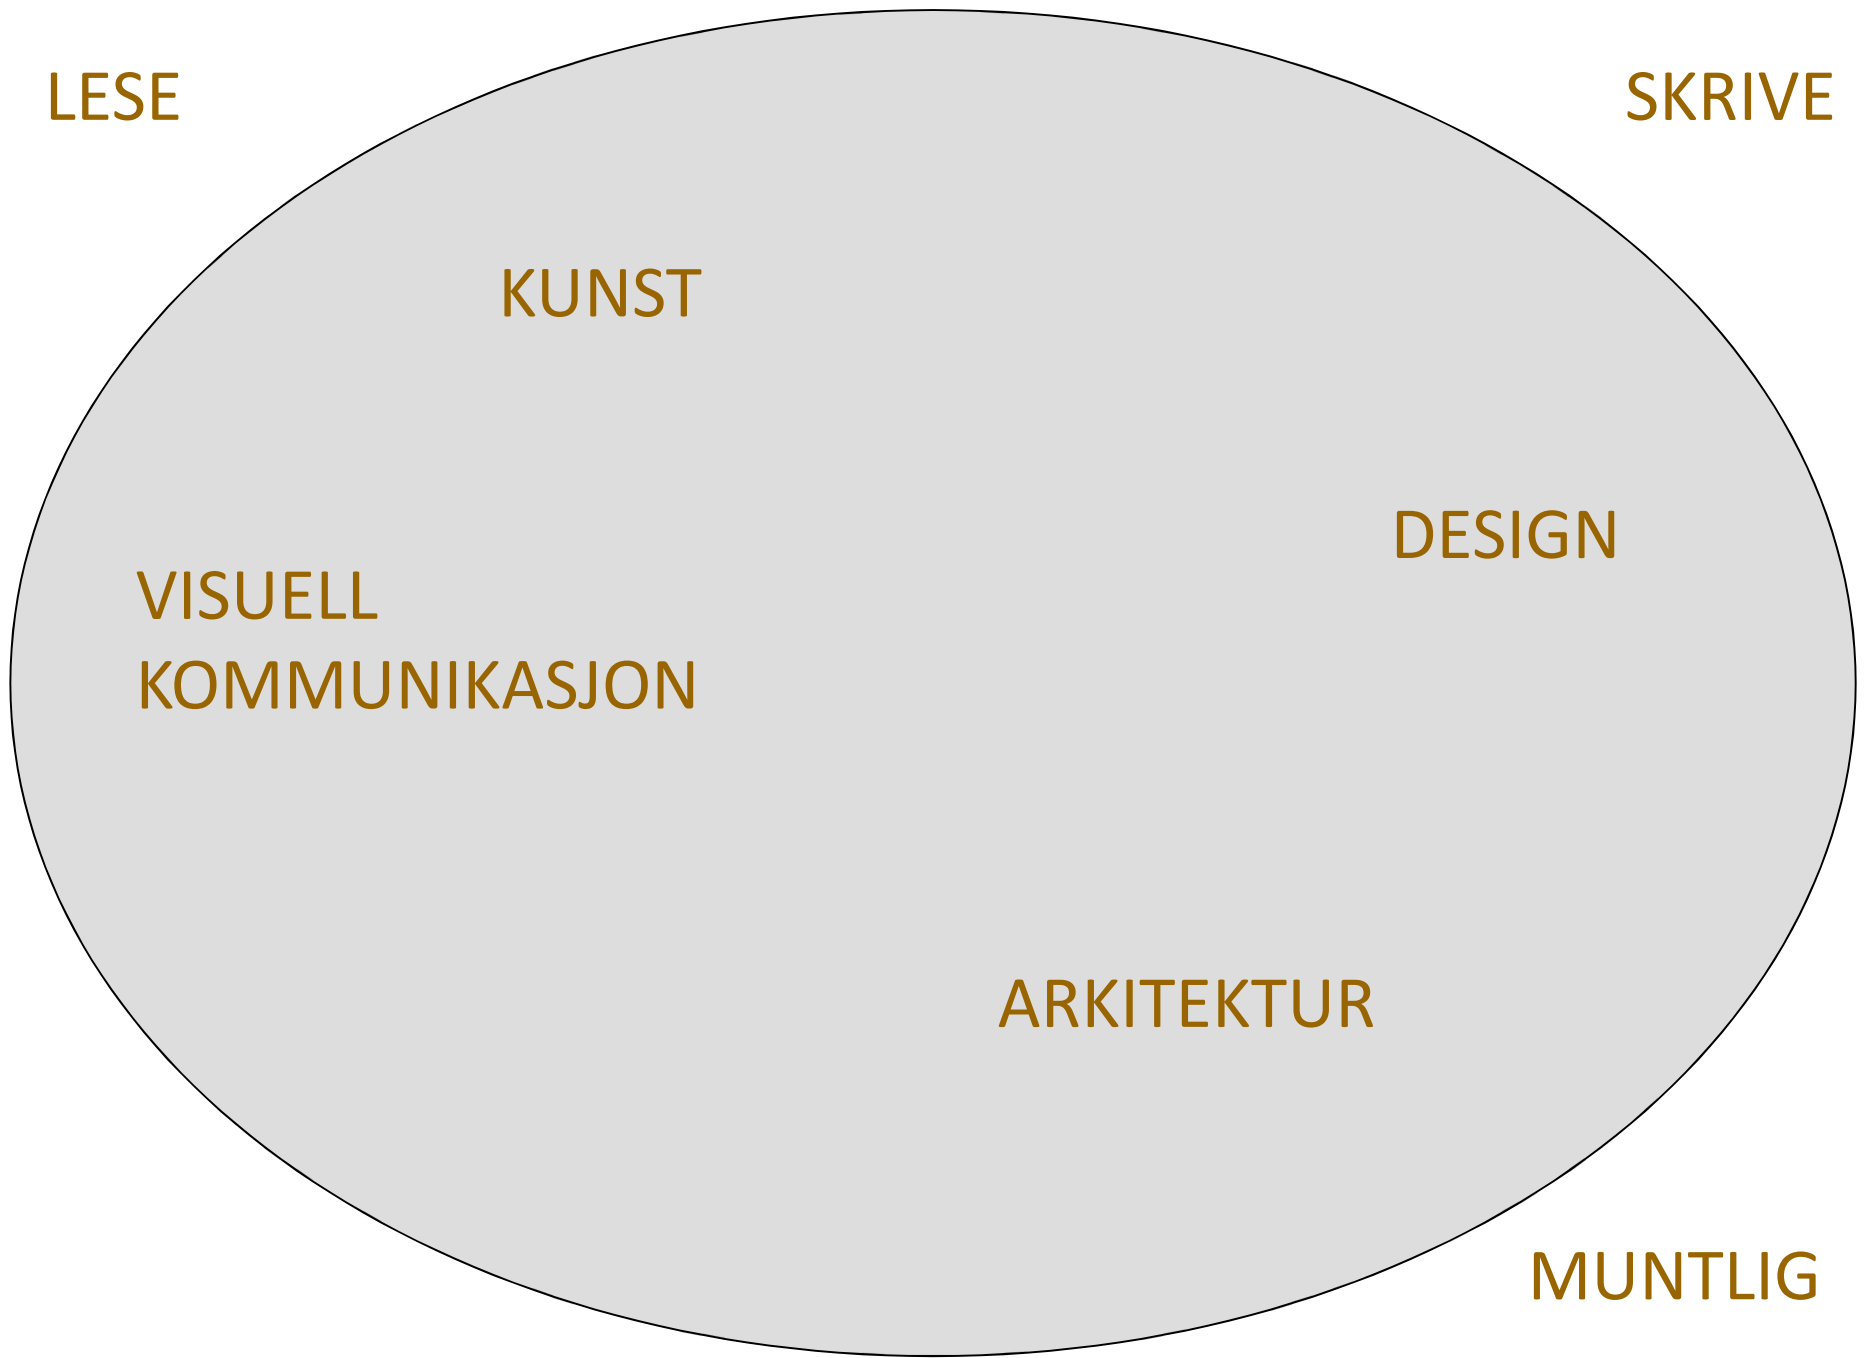 LESE
SKRIVE
KUNST
DESIGN
VISUELL
KOMMUNIKASJON
ARKITEKTUR
MUNTLIG